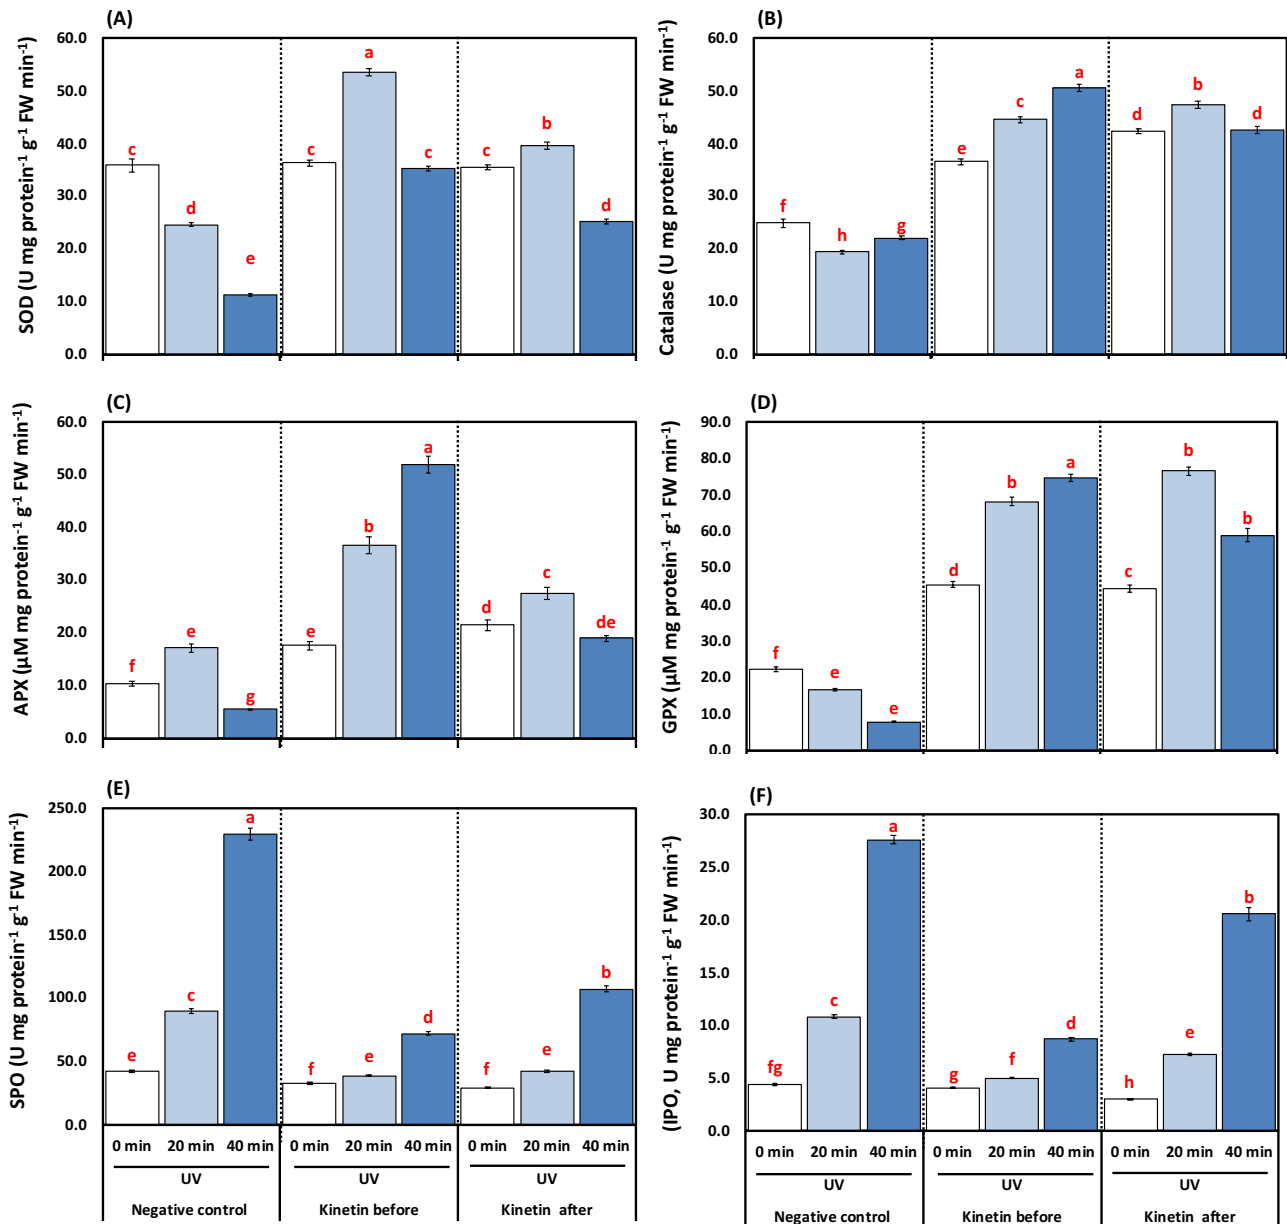 (A)
SOD (U mg protein⁻¹ g⁻¹ FW min⁻¹)
60.0
50.0
40.0
30.0
20.0
10.0
0.0
c
d
e
c
a
c
c
b
d
(B)
Catalase (U mg protein⁻¹ g⁻¹ FW min⁻¹)
60.0
50.0
40.0
30.0
20.0
10.0
0.0
f
h
g
e
c
a
d
b
d
(C)
APX (µM mg protein⁻¹ g⁻¹ FW min⁻¹)
60.0
50.0
40.0
30.0
20.0
10.0
0.0
f
e
g
e
b
a
d
c
de
(D)
GPX (µM mg protein⁻¹ g⁻¹ FW min⁻¹)
90.0
80.0
70.0
60.0
50.0
40.0
30.0
20.0
10.0
0.0
f
e
e
d
b
a
c
b
b
(E)
SPO (U mg protein⁻¹ g⁻¹ FW min⁻¹)
250.0
200.0
150.0
100.0
50.0
0.0
e
c
a
f
e
d
f
e
b
0 min 20 min 40 min 0 min 20 min 40 min 0 min 20 min 40 min
UV UV UV
Negative control Kinetin before Kinetin after
(F)
(IPO, U mg protein⁻¹ g⁻¹ FW min⁻¹)
30.0
25.0
20.0
15.0
10.0
5.0
0.0
fg
c
a
g
f
d
h
e
b
0 min 20 min 40 min 0 min 20 min 40 min 0 min 20 min 40 min
UV UV UV
Negative control Kinetin before Kinetin after